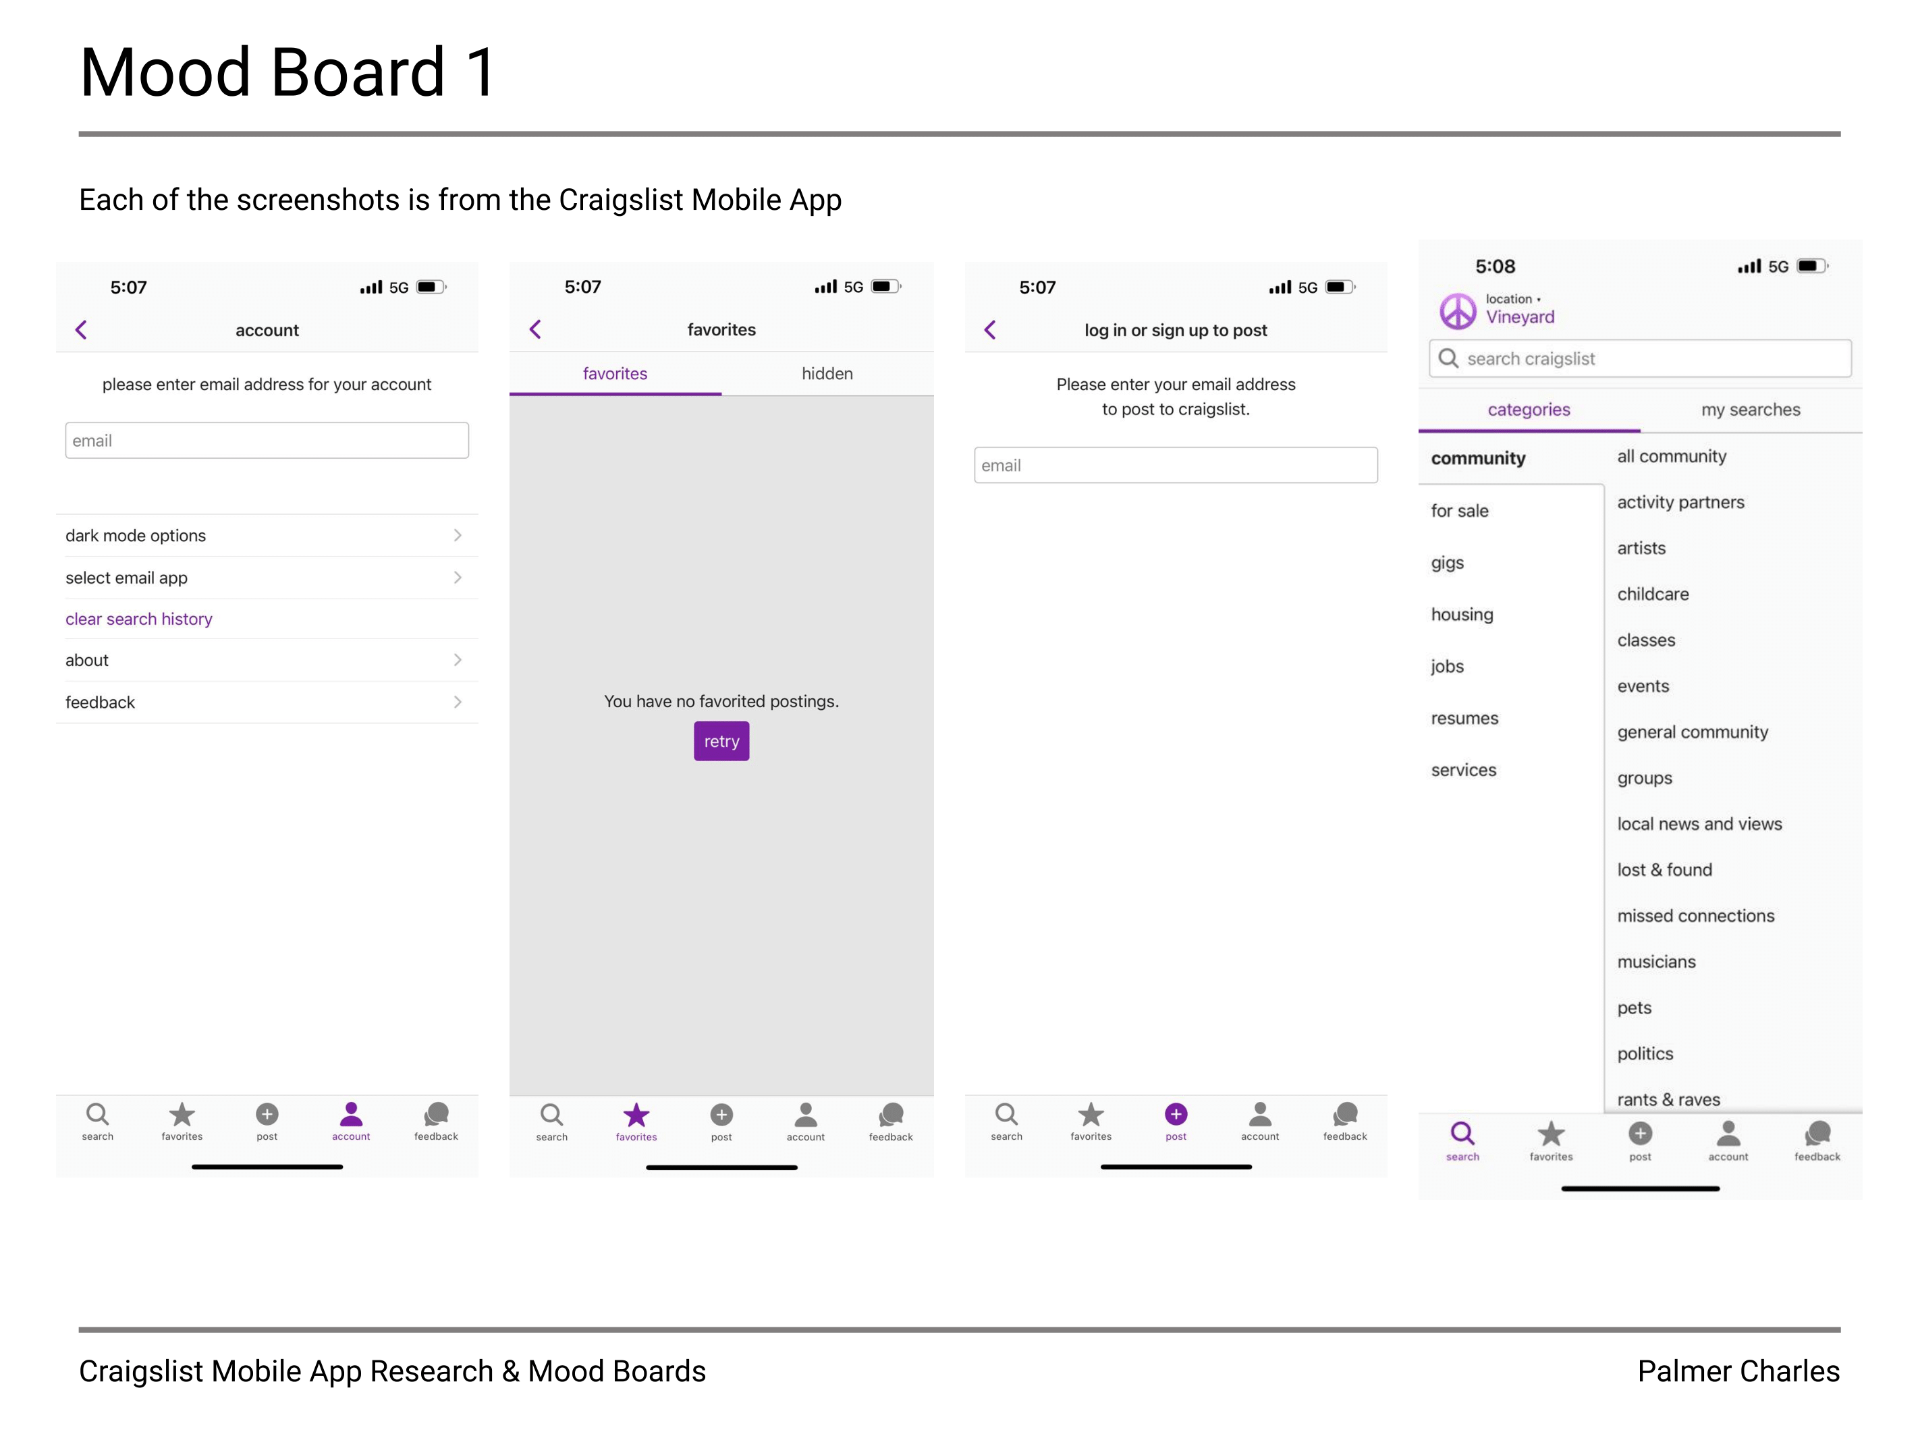 Mood Board 1
Each of the screenshots is from the Craigslist Mobile App
5:07
5G
account
please enter email address for your account
email
dark mode options
select email app
clear search history
about
feedback
search
favorites
post
account
feedback
5:07
5G
favorites
favorites
hidden
You have no favorited postings.
retry
search
favorites
post
account
feedback
5:07
5G
log in or sign up to post
Please enter your email address
to post to craigslist.
email
search
favorites
post
account
feedback
5:08
5G
location •
Vineyard
search craigslist
categories
my searches
community
for sale
gigs
housing
jobs
resumes
services
all community
activity partners
artists
childcare
classes
events
general community
groups
local news and views
lost & found
missed connections
musicians
pets
politics
rants & raves
search
favorites
post
account
feedback
Craigslist Mobile App Research & Mood Boards
Palmer Charles